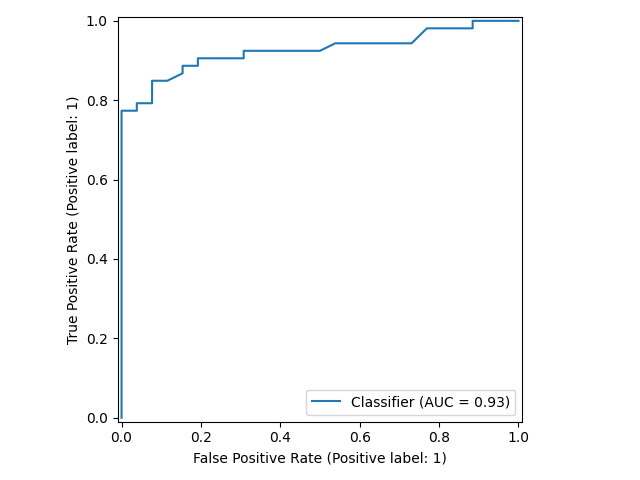 1.0
0.8
0.6
0.4
0.2
0.0
True Positive Rate (Positive label: 1)
Classifier (AUC = 0.93)
0.0 0.2 0.4 0.6 0.8 1.0
False Positive Rate (Positive label: 1)